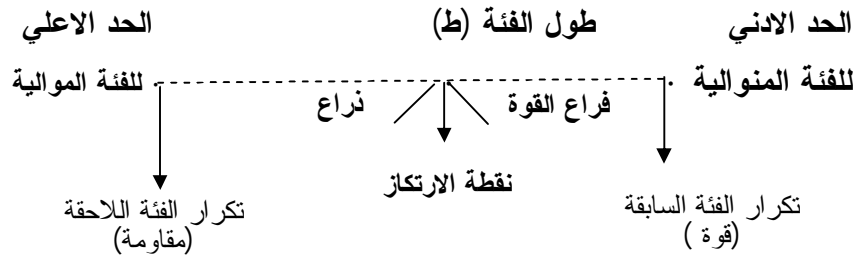 الحد الادني طول الفئة (ط) الحد الاعلي
للفئة المنوالية للفئة الموالية
فراع القوة ذراع
نقطة الارتكاز
تكرار الفئة السابقة تكرار الفئة اللاحقة
(قوة ) (مقاومة)